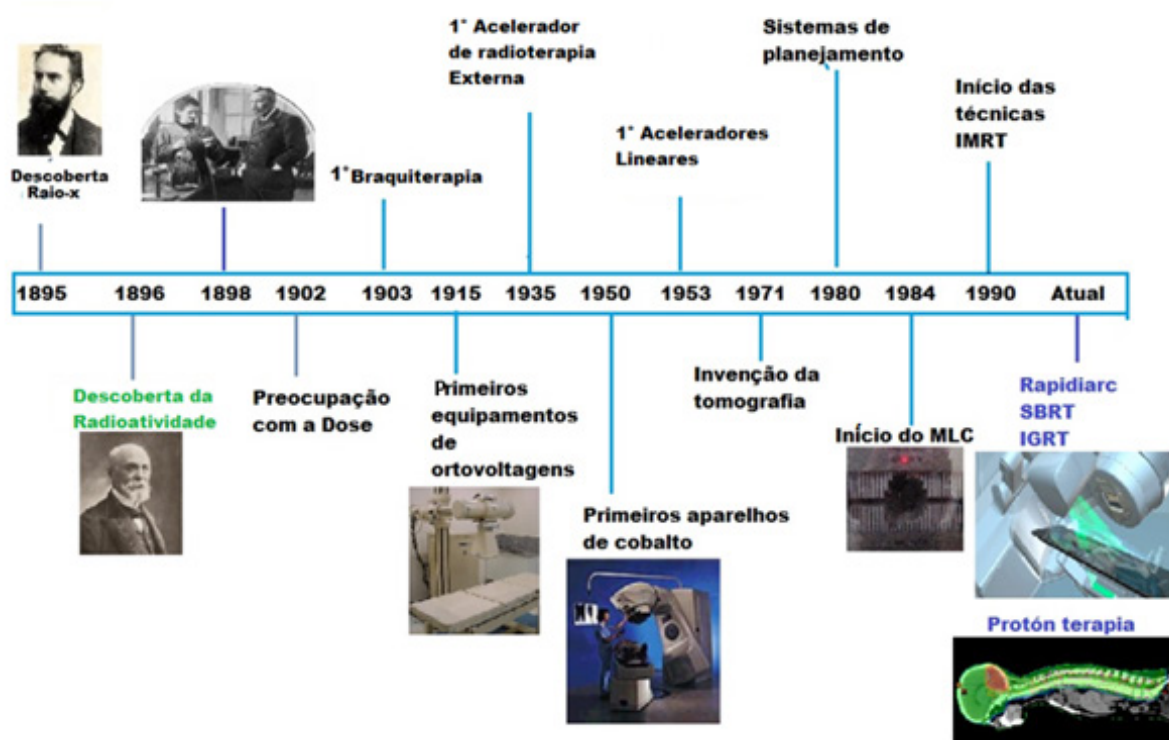 Descoberta
Raio-x
1° Braquiterapia
1° Acelerador
de radioterapia
Externa
1° Aceleradores
Lineares
Sistemas de
planejamento
Início das
técnicas
IMRT
1895 1896 1898 1902 1903 1915 1935 1950 1953 1971 1980 1984 1990 Atual
Descoberta da
Radioatividade
Preocupação
com a Dose
Primeiros
equipamentos
de
ortovoltagens
Primeiros aparelhos
de cobalto
Invenção da
tomografia
Início do MLC
Rapidiarc
SBRT
IGRT
Protón terapia